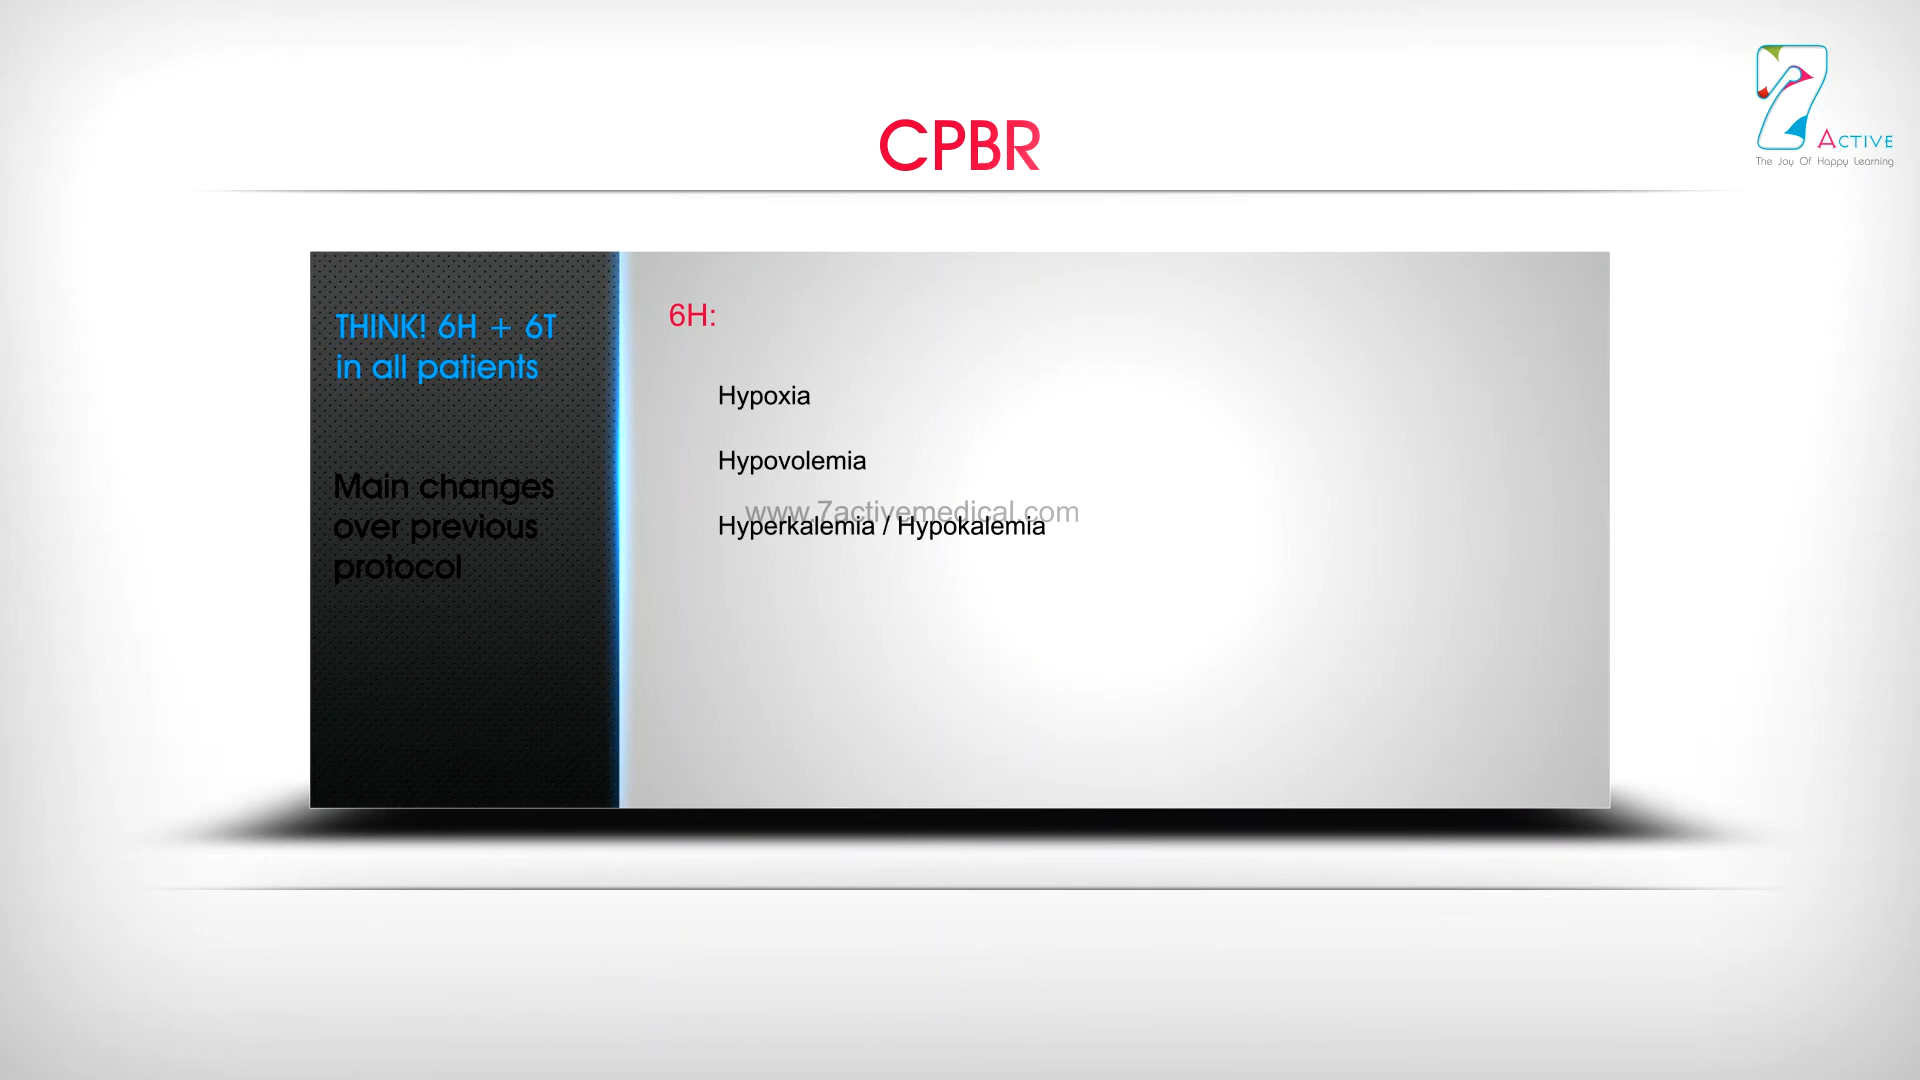 CPBR
7 ACTIVE
The Joy Of Happy Learning
THINK! 6H + 6T
in all patients
Main changes
over previous
protocol
6H:
Hypoxia
Hypovolemia
www.7activemedical.com
Hyperkalemia / Hypokalemia